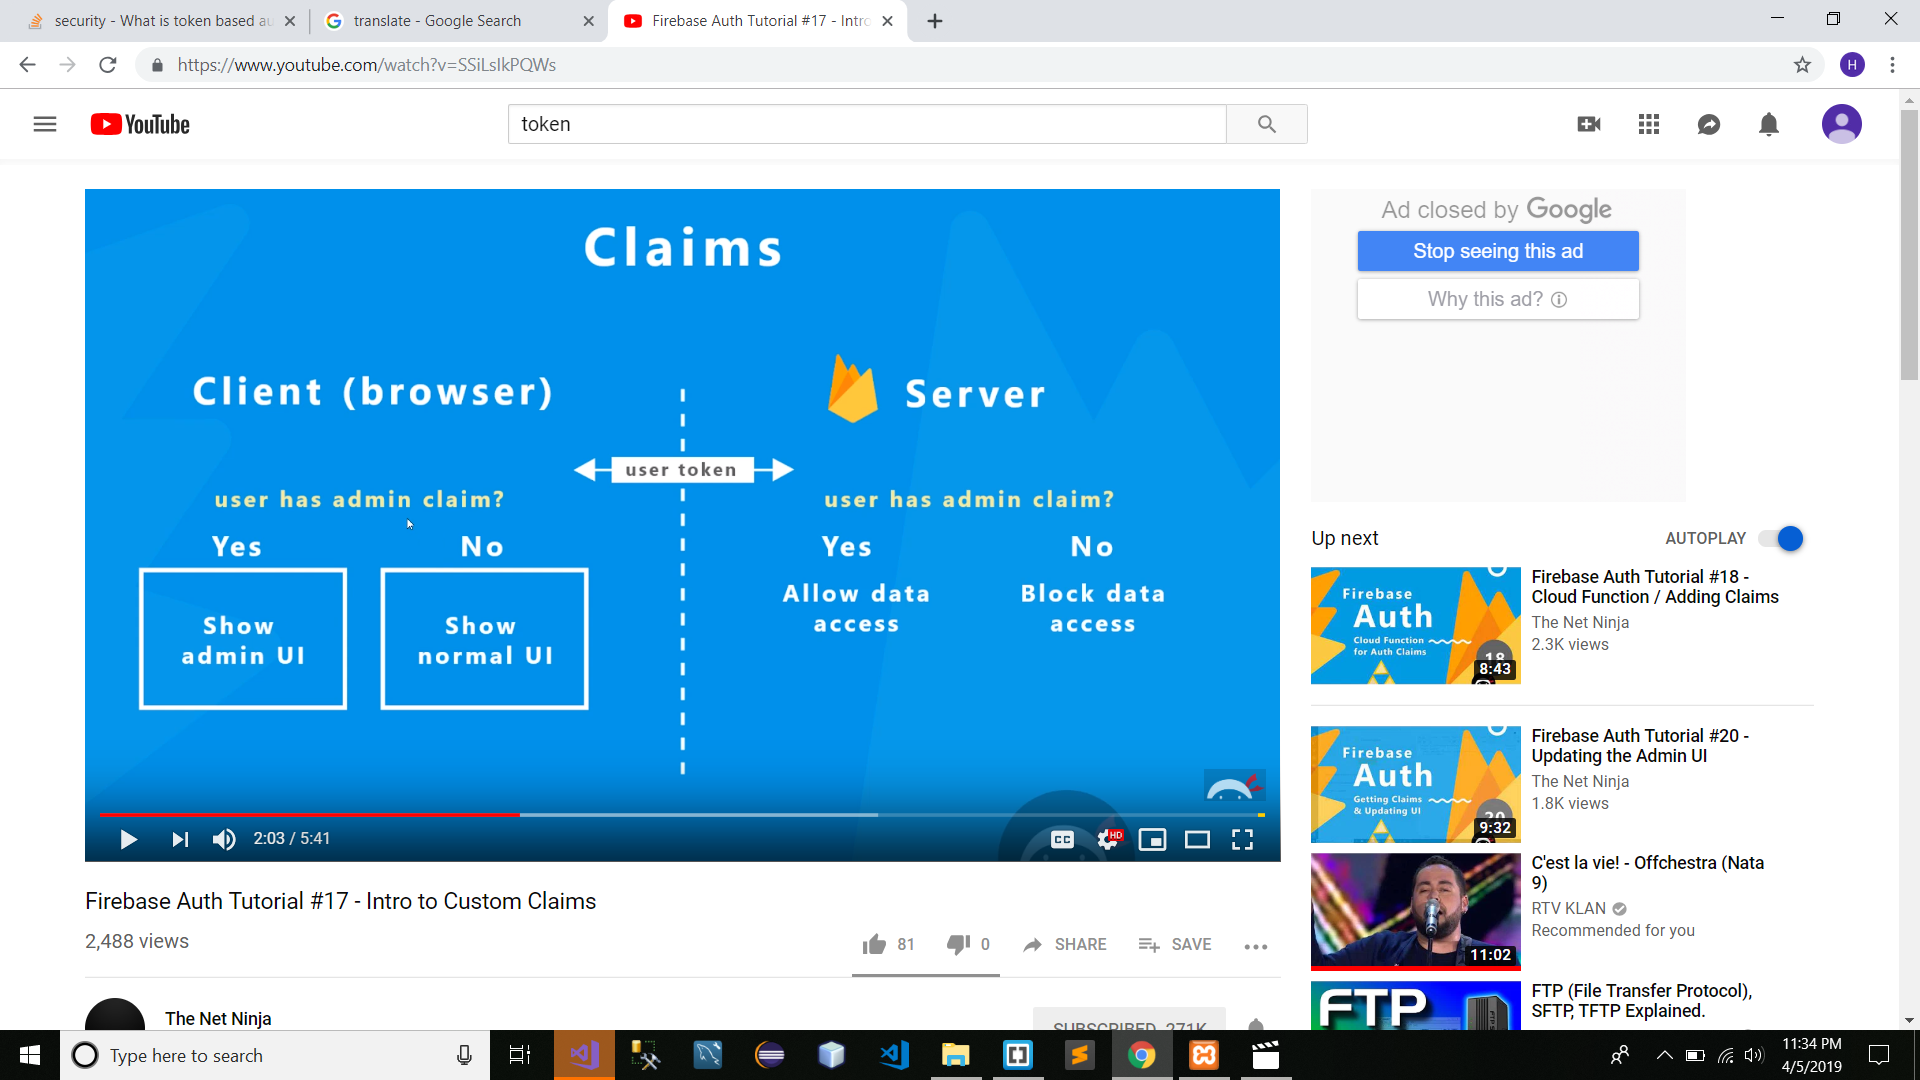 security - What is token based au
translate - Google Search
Firebase Auth Tutorial #17 - Intro
https://www.youtube.com/watch?v=SSiLsIkPQWs
H
YouTube
token
Claims
Client (browser)
Server
user token
user has admin claim?
user has admin claim?
Yes
No
Yes
No
Show
admin UI
Show
normal UI
Allow data
access
Block data
access
2:03 / 5:41
CC
HD
Firebase Auth Tutorial #17 - Intro to Custom Claims
2,488 views
81
0
SHARE
SAVE
The Net Ninja
SUBSCRIBED 271K
Ad closed by Google
Stop seeing this ad
Why this ad?
Up next
AUTOPLAY
Firebase
Auth
Cloud Function
for Auth Claims
18
8:43
Firebase Auth Tutorial #18 -
Cloud Function / Adding Claims
The Net Ninja
2.3K views
Firebase
Auth
Getting Claims
& Updating UI
20
9:32
Firebase Auth Tutorial #20 -
Updating the Admin UI
The Net Ninja
1.8K views
11:02
C'est la vie! - Offchestra (Nata
9)
RTV KLAN
Recommended for you
FTP
FTP (File Transfer Protocol),
SFTP, TFTP Explained.
Type here to search
11:34 PM
4/5/2019